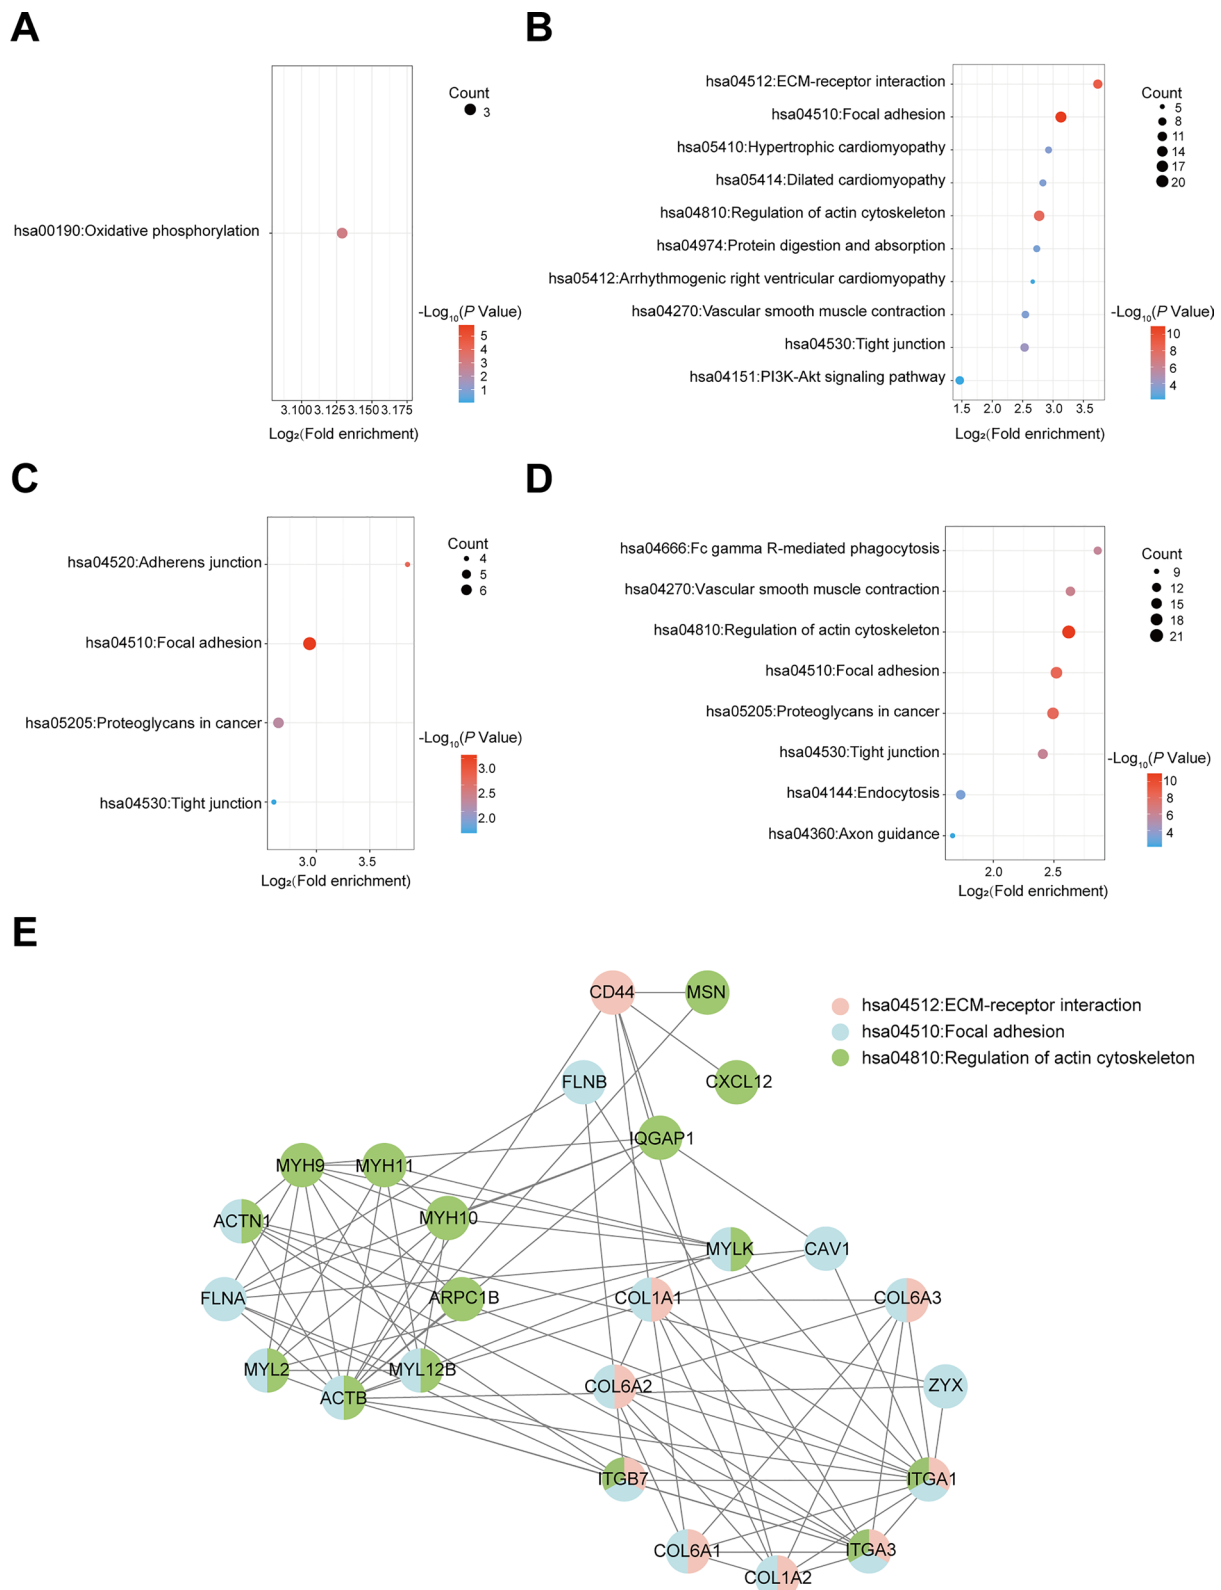 A
Count
3
hsa00190:Oxidative phosphorylation
-Log₁₀(P Value)
5
4
3
2
1
3.100 3.125 3.150 3.175
Log₂(Fold enrichment)
B
hsa04512:ECM-receptor interaction
hsa04510:Focal adhesion
hsa05410:Hypertrophic cardiomyopathy
hsa05414:Dilated cardiomyopathy
hsa04810:Regulation of actin cytoskeleton
hsa04974:Protein digestion and absorption
hsa05412:Arrhythmogenic right ventricular cardiomyopathy
hsa04270:Vascular smooth muscle contraction
hsa04530:Tight junction
hsa04151:PI3K-Akt signaling pathway
Count
5
8
11
14
17
20
-Log₁₀(P Value)
10
8
6
4
1.5 2.0 2.5 3.0 3.5
Log₂(Fold enrichment)
C
hsa04520:Adherens junction
hsa04510:Focal adhesion
hsa05205:Proteoglycans in cancer
hsa04530:Tight junction
Count
4
5
6
-Log₁₀(P Value)
3.0
2.5
2.0
3.0 3.5
Log₂(Fold enrichment)
D
hsa04666:Fc gamma R-mediated phagocytosis
hsa04270:Vascular smooth muscle contraction
hsa04810:Regulation of actin cytoskeleton
hsa04510:Focal adhesion
hsa05205:Proteoglycans in cancer
hsa04530:Tight junction
hsa04144:Endocytosis
hsa04360:Axon guidance
Count
9
12
15
18
21
-Log₁₀(P Value)
10
8
6
4
2.0 2.5
Log₂(Fold enrichment)
E
CD44 MSN
hsa04512:ECM-receptor interaction
hsa04510:Focal adhesion
hsa04810:Regulation of actin cytoskeleton
FLNB CXCL12
IQGAP1
MYH9 MYH11
ACTN1 MYH10
MYLK CAV1
FLNA ARPC1B COL1A1 COL6A3
MYL2 MYL12B
ACTB COL6A2 ZYX
ITGB7 ITGA1
COL6A1 ITGA3
COL1A2